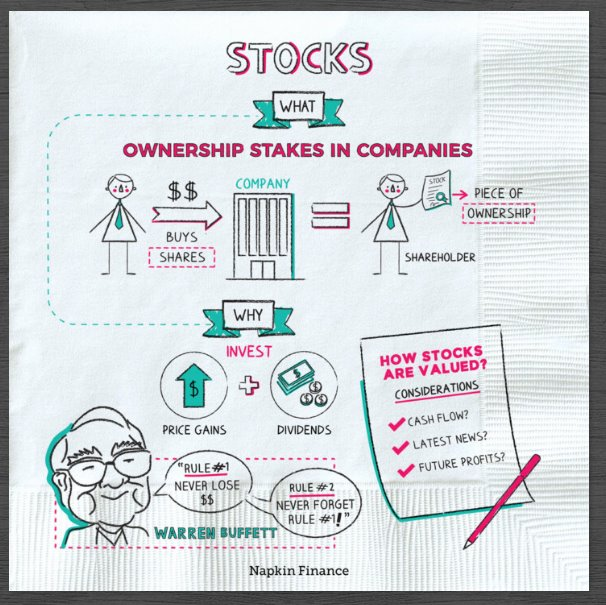 STOCKS
WHAT
OWNERSHIP STAKES IN COMPANIES
$$
BUYS
SHARES
COMPANY
STOCK
PIECE OF
OWNERSHIP
SHAREHOLDER
WHY
INVEST
$
PRICE GAINS
$
$
$ $
DIVIDENDS
HOW STOCKS
ARE VALUED?
CONSIDERATIONS
CASH FLOW?
LATEST NEWS?
FUTURE PROFITS?
"RULE #1
NEVER LOSE
$$
RULE #2
NEVER FORGET
RULE #1!"
WARREN BUFFETT
Napkin Finance